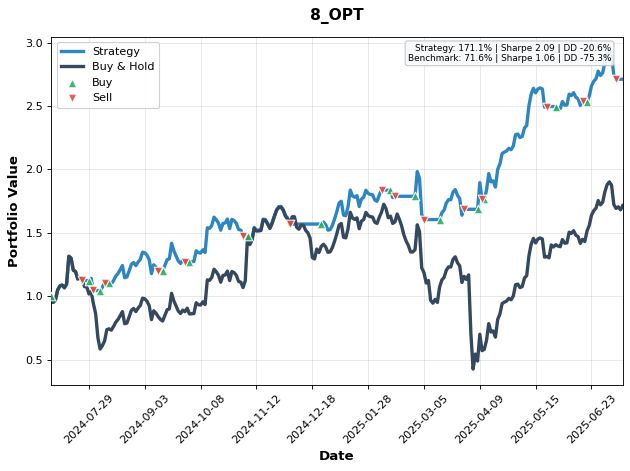 8_OPT
Strategy
Buy & Hold
Buy
Sell
Strategy: 171.1% | Sharpe 2.09 | DD -20.6%
Benchmark: 71.6% | Sharpe 1.06 | DD -75.3%
Portfolio Value
3.0
2.5
2.0
1.5
1.0
0.5
2024-07-29
2024-09-03
2024-10-08
2024-11-12
2024-12-18
2025-01-28
2025-03-05
2025-04-09
2025-05-15
2025-06-23
Date